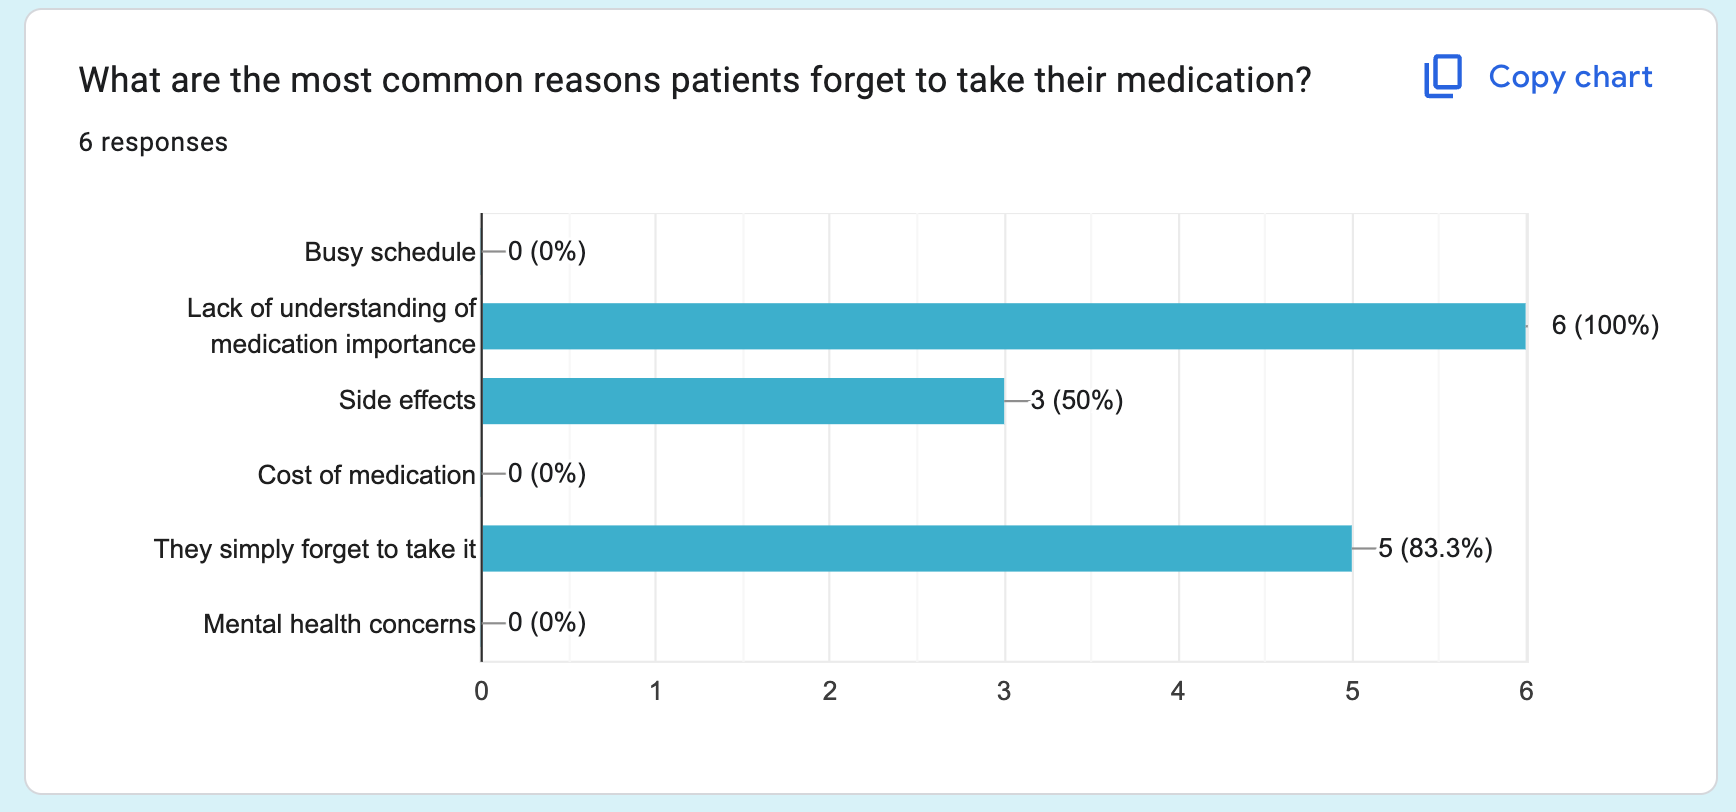 What are the most common reasons patients forget to take their medication?
Copy chart
6 responses
Busy schedule
0 (0%)
Lack of understanding of
medication importance
6 (100%)
Side effects
3 (50%)
Cost of medication
0 (0%)
They simply forget to take it
5 (83.3%)
Mental health concerns
0 (0%)
0 1 2 3 4 5 6